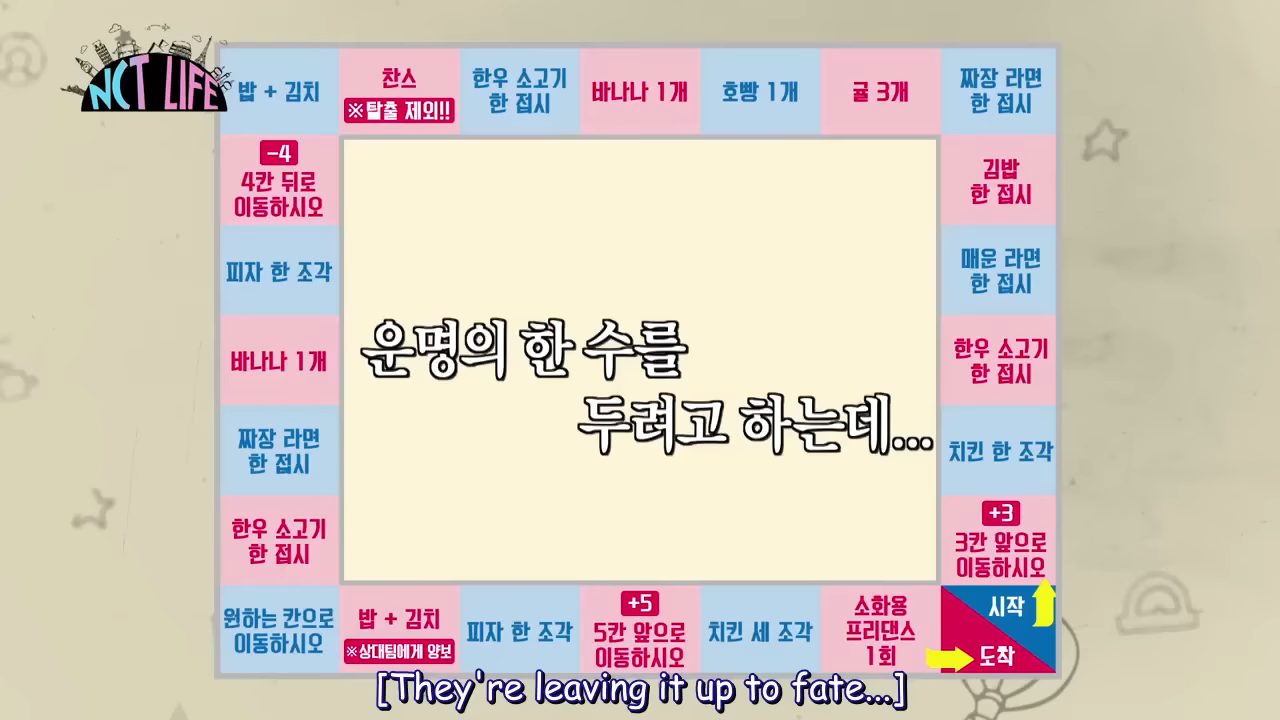 NCT LIFE
밥 + 김치
찬스
※탈출 제외!!
한우 소고기
한 접시
바나나 1개
호빵 1개
귤 3개
짜장 라면
한 접시
-4
4칸 뒤로
이동하시오
김밥
한 접시
피자 한 조각
매운 라면
한 접시
바나나 1개
한우 소고기
한 접시
운명의 한 수를
두려고 하는데...
짜장 라면
한 접시
치킨 한 조각
한우 소고기
한 접시
+3
3칸 앞으로
이동하시오
원하는 칸으로
이동하시오
밥 + 김치
※상대팀에게 양보
피자 한 조각
+5
5칸 앞으로
이동하시오
치킨 세 조각
소화용
프리댄스
1회
시작
도착
[They're leaving it up to fate...]